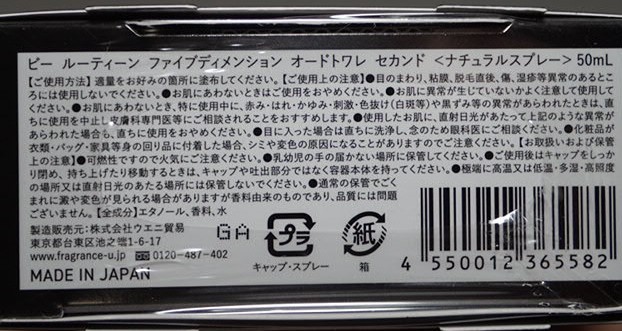 ビー ルーティーン ファイブディメンション オードトワレ セカンド <ナチュラルスプレー> 50mL
【ご使用方法】適量をお好みの箇所に塗布してください。【ご使用上の注意】●目のまわり、粘膜、脱毛直後、傷、湿疹等異常のあるところ
には使用しないでください。●お肌にあわないときはご使用をおやめください。●お肌に異常が生じていないかよく注意して使用して
ください。●お肌にあわないとき、特に使用中に、赤み・はれ・かゆみ・刺激・色抜け(白斑等)や黒ずみ等の異常があらわれたときは、直
ちに使用を中止し、皮膚科専門医等にご相談されることをおすすめします。●使用したお肌に、直射日光があたって上記のような異常が
あらわれた場合も、直ちに使用をおやめください。●目に入った場合は直ちに洗浄し、念のため眼科医にご相談ください。●化粧品が
衣類・バッグ・家具等身の回り品に付着した場合、シミや変色の原因になることがありますのでご注意ください。【お取扱いおよび保管
上の注意】●可燃性ですので火気にご注意ください。●乳幼児の手の届かない場所に保管してください。●ご使用後はキャップをしっか
り閉め、持ち上げたり移動するときは、キャップや吐出部分ではなく容器本体を持ってください。●極端に高温又は低温・多湿・高照度
の場所又は直射日光のあたる場所には保管しないでください。●通常の保管でごく
まれに澱や変色が見られる場合がありますが香料由来のものであり、品質には問題
ございません。【全成分】エタノール、香料、水
製造販売元:株式会社ウエニ貿易
東京都台東区池之端1-6-17
www.fragrance-u.jp 0120-487-402
MADE IN JAPAN
GA
プラ
キャップ・スプレー
紙
箱
4 550012 365582